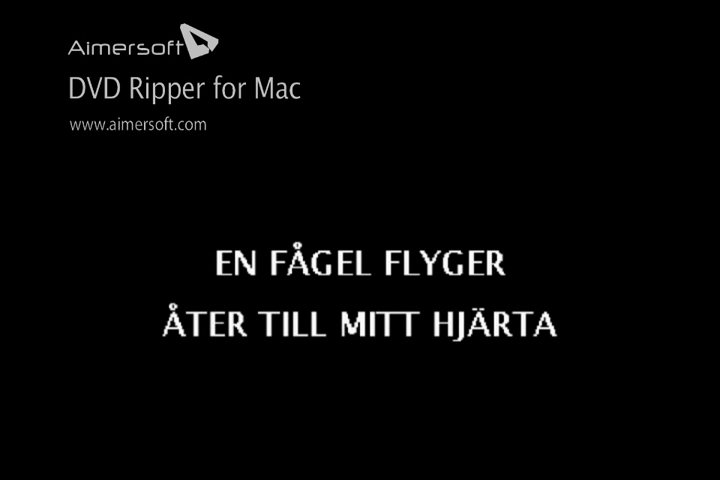 Aimersoft
DVD Ripper for Mac
www.aimersoft.com
EN FÅGEL FLYGER
ÅTER TILL MITT HJÄRTA